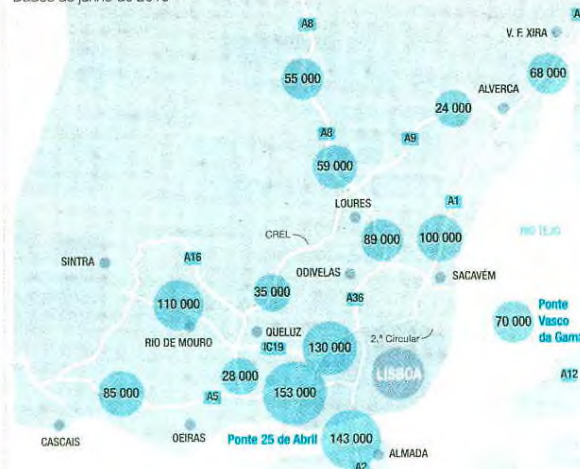 A8
V. F. XIRA
55 000
68 000
ALVERCA
24 000
A8
A9
59 000
LOURES
A1
CREL
89 000
100 000
RIO TEJO
SINTRA
A16
ODIVELAS
SACAVÉM
35 000
A36
110 000
RIO DE MOURO
QUELUZ
IC19
130 000
2.ª Circular
70 000
Ponte
Vasco
da Gama
28 000
LISBOA
A12
85 000
A5
153 000
CASCAIS
OEIRAS
Ponte 25 de Abril
143 000
ALMADA
A2